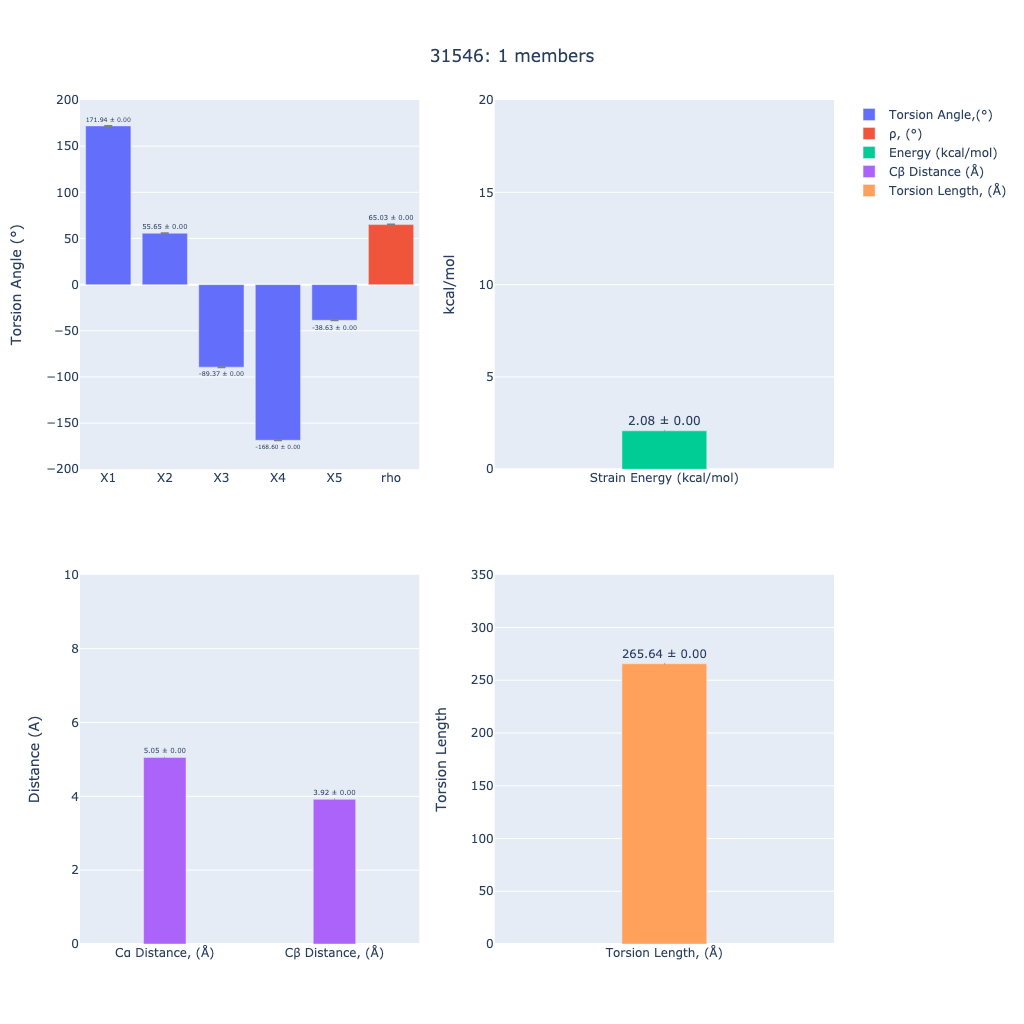 31546: 1 members
Torsion Angle (°)
200
150
100
50
0
−50
−100
−150
−200
171.94 ± 0.00
55.65 ± 0.00
-89.37 ± 0.00
-168.60 ± 0.00
-38.63 ± 0.00
65.03 ± 0.00
X1 X2 X3 X4 X5 rho
kcal/mol
20
15
10
5
0
2.08 ± 0.00
Strain Energy (kcal/mol)
Torsion Angle,(°)
ρ, (°)
Energy (kcal/mol)
Cβ Distance (Å)
Torsion Length, (Å)
Distance (A)
10
8
6
4
2
0
5.05 ± 0.00
3.92 ± 0.00
Cα Distance, (Å) Cβ Distance, (Å)
Torsion Length
350
300
250
200
150
100
50
0
265.64 ± 0.00
Torsion Length, (Å)